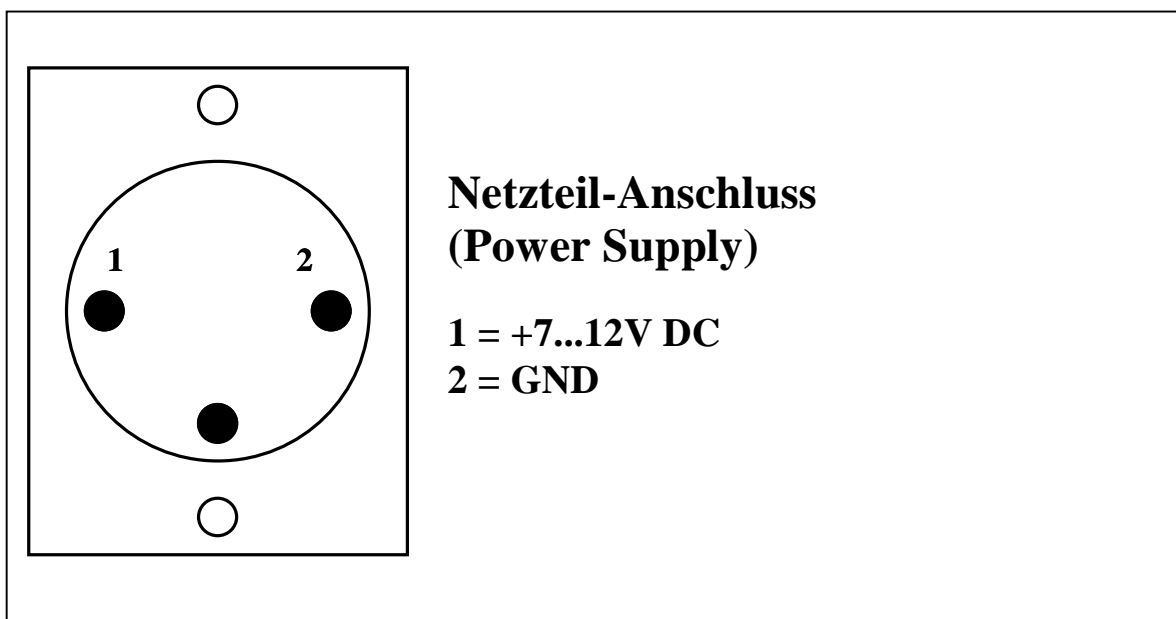 1
2
Netzteil-Anschluss
(Power Supply)
1 = +7...12V DC
2 = GND